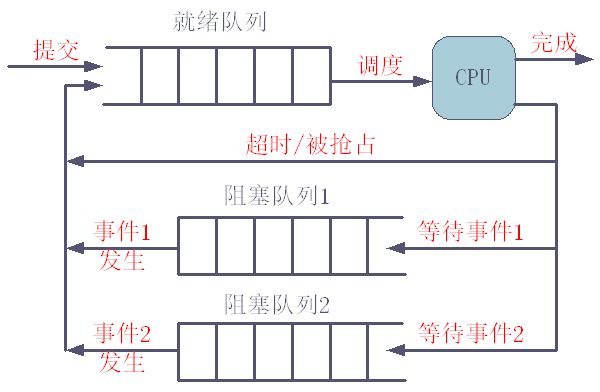 就绪队列
提交
调度
CPU
完成
超时/被抢占
阻塞队列1
事件1
发生
等待事件1
阻塞队列2
事件2
发生
等待事件2